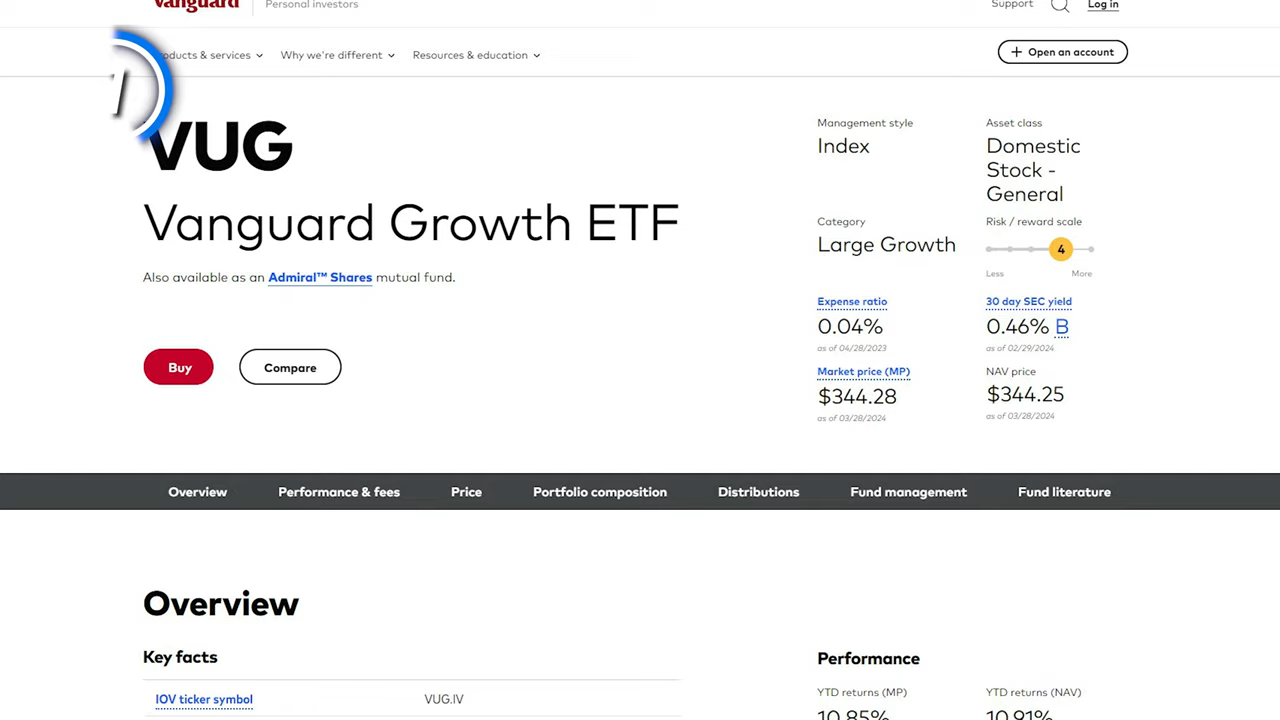 Vanguard
Personal investors
Support
Log in
Products & services
Why we're different
Resources & education
+ Open an account
VUG
Vanguard Growth ETF
Also available as an Admiral™ Shares mutual fund.
Buy
Compare
Management style
Index
Asset class
Domestic
Stock -
General
Category
Large Growth
Risk / reward scale
4
Less
More
Expense ratio
0.04%
as of 04/28/2023
30 day SEC yield
0.46% B
as of 02/29/2024
Market price (MP)
$344.28
as of 03/28/2024
NAV price
$344.25
as of 03/28/2024
Overview
Performance & fees
Price
Portfolio composition
Distributions
Fund management
Fund literature
Overview
Key facts
IOV ticker symbol
VUG.IV
Performance
YTD returns (MP)
10.85%
YTD returns (NAV)
10.91%